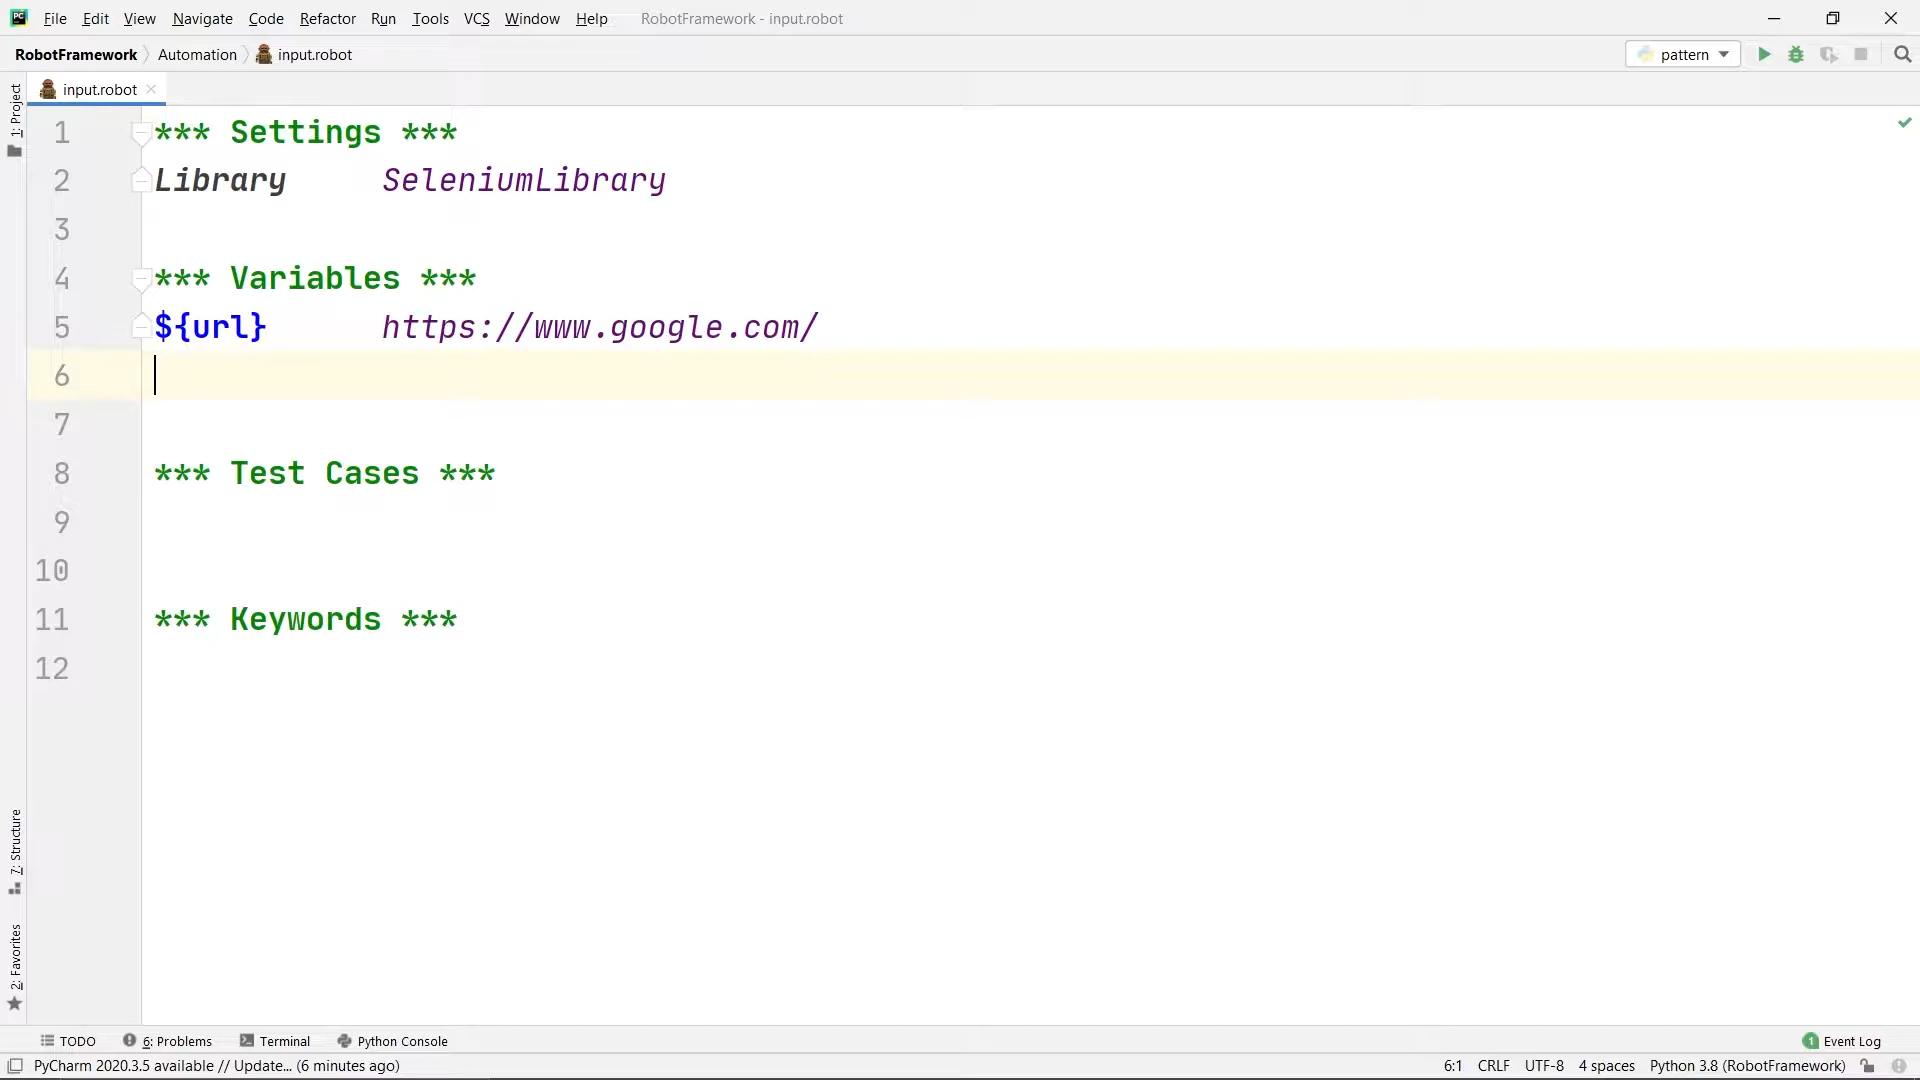 File Edit View Navigate Code Refactor Run Tools VCS Window Help RobotFramework - input.robot
RobotFramework Automation input.robot pattern
input.robot
1: Project
1 *** Settings ***
2 Library SeleniumLibrary
3
4 *** Variables ***
5 ${url} https://www.google.com/
6
7
8 *** Test Cases ***
9
10
11 *** Keywords ***
12
7: Structure
2: Favorites
TODO 6: Problems Terminal Python Console 1 Event Log
PyCharm 2020.3.5 available // Update... (6 minutes ago) 6:1 CRLF UTF-8 4 spaces Python 3.8 (RobotFramework)